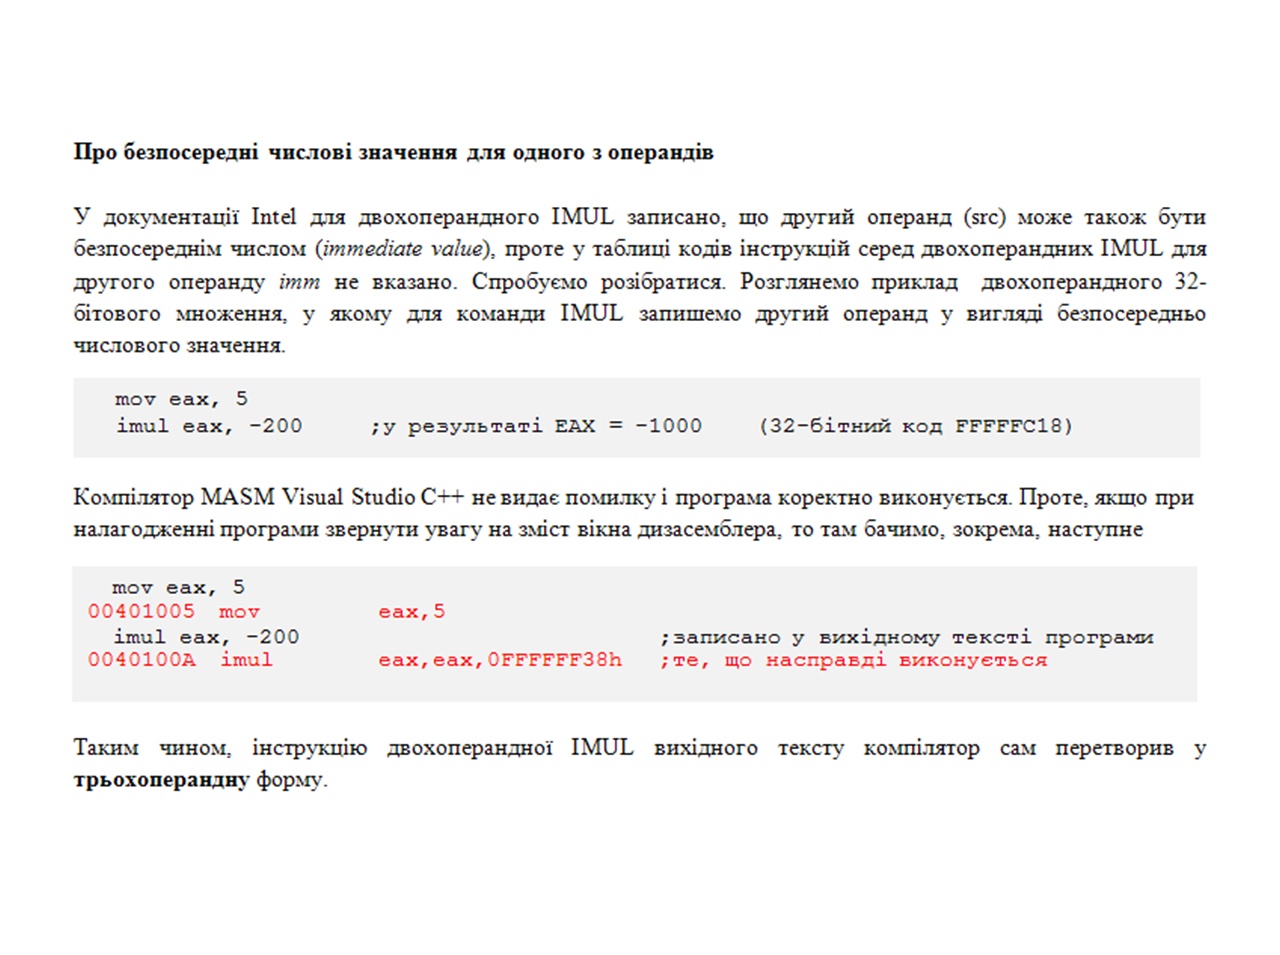 Про безпосередні числові значення для одного з операндів
У документації Intel для двохоперандного IMUL записано, що другий операнд (src) може також бути
безпосереднім числом (immediate value), проте у таблиці кодів інструкцій серед двохоперандних IMUL для
другого операнду imm не вказано. Спробуємо розібратися. Розглянемо приклад двохоперандного 32-
бітового множення, у якому для команди IMUL запишемо другий операнд у вигляді безпосередньо
числового значення.
mov eax, 5
imul eax, -200 ;у результаті EAX = -1000 (32-бітний код FFFFFC18)
Компілятор MASM Visual Studio C++ не видає помилку і програма коректно виконується. Проте, якщо при
налагодженні програми звернути увагу на зміст вікна дизасемблера, то там бачимо, зокрема, наступне
mov eax, 5
00401005 mov eax,5
imul eax, -200 ;записано у вихідному тексті програми
0040100A imul eax,eax,0FFFFFF38h ;те, що насправді виконується
Таким чином, інструкцію двохоперандної IMUL вихідного тексту компілятор сам перетворив у
трьохоперандну форму.